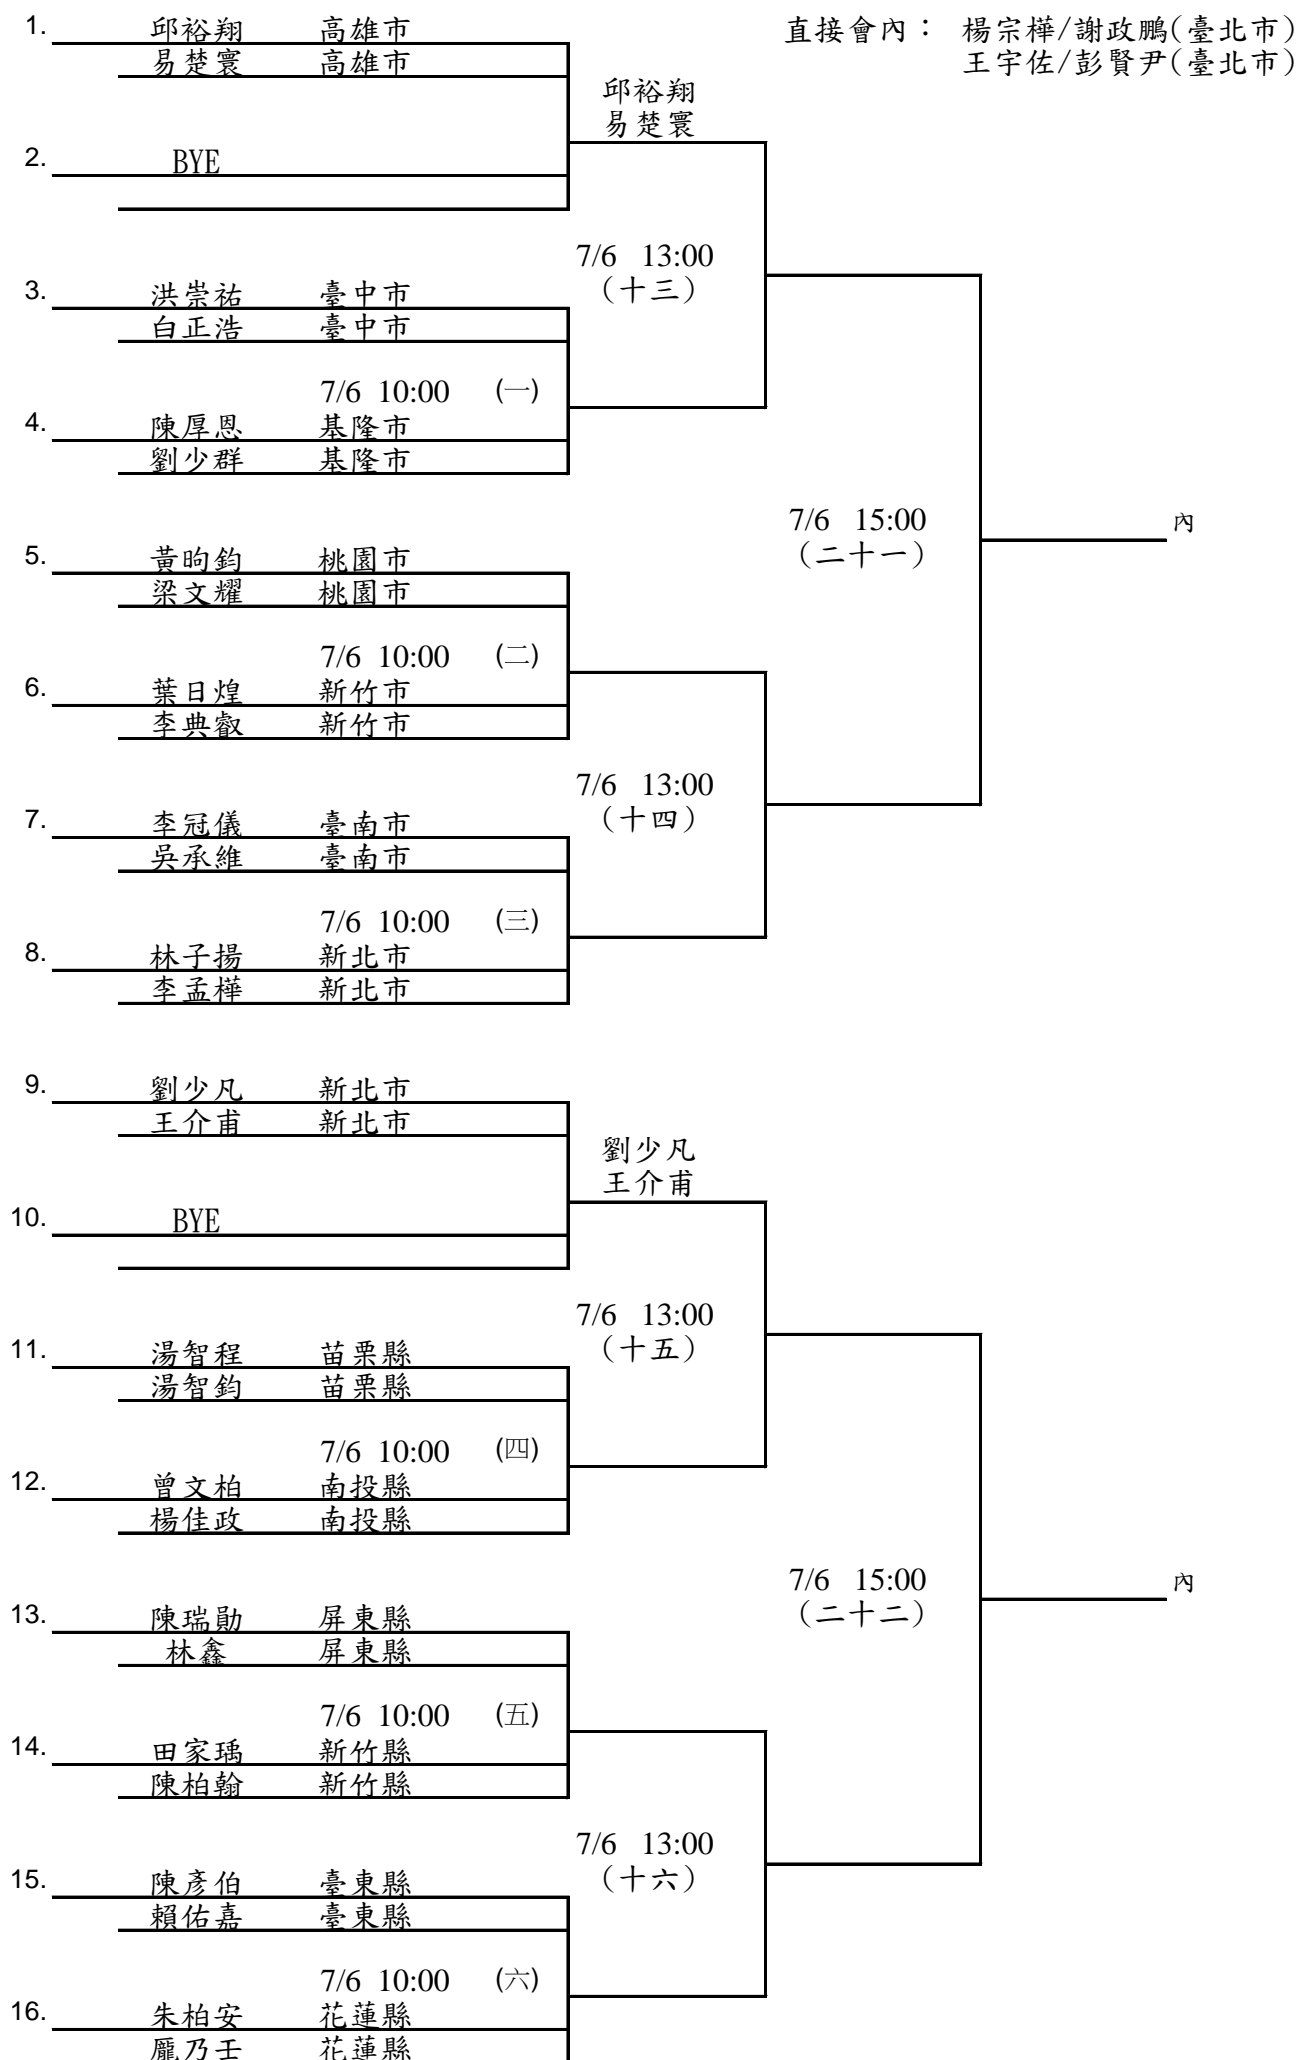 1. 邱裕翔 高雄市
易楚寰 高雄市
直接會內： 楊宗樺/謝政鵬(臺北市)
王宇佐/彭賢尹(臺北市)
邱裕翔
易楚寰
2. BYE
7/6 13:00
(十三)
3. 洪崇祐 臺中市
白正浩 臺中市
7/6 10:00 (一)
4. 陳厚恩 基隆市
劉少群 基隆市
7/6 15:00
(二十一)
內
5. 黃昫鈞 桃園市
梁文耀 桃園市
7/6 10:00 (二)
6. 葉日煌 新竹市
李典叡 新竹市
7/6 13:00
(十四)
7. 李冠儀 臺南市
吳承維 臺南市
7/6 10:00 (三)
8. 林子揚 新北市
李孟樺 新北市
9. 劉少凡 新北市
王介甫 新北市
劉少凡
王介甫
10. BYE
7/6 13:00
(十五)
11. 湯智程 苗栗縣
湯智鈞 苗栗縣
7/6 10:00 (四)
12. 曾文柏 南投縣
楊佳政 南投縣
7/6 15:00
(二十二)
內
13. 陳瑞勛 屏東縣
林鑫 屏東縣
7/6 10:00 (五)
14. 田家瑀 新竹縣
陳柏翰 新竹縣
7/6 13:00
(十六)
15. 陳彥伯 臺東縣
賴佑嘉 臺東縣
7/6 10:00 (六)
16. 朱柏安 花蓮縣
龎乃壬 花蓮縣